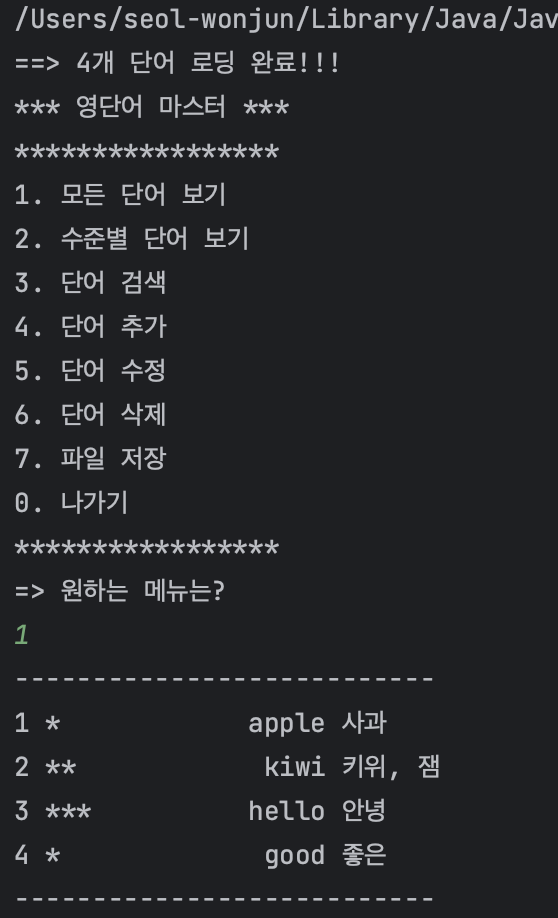 /Users/seol-wonjun/Library/Java/Jav
==> 4개 단어 로딩 완료!!!
*** 영단어 마스터 ***
*****************
1. 모든 단어 보기
2. 수준별 단어 보기
3. 단어 검색
4. 단어 추가
5. 단어 수정
6. 단어 삭제
7. 파일 저장
0. 나가기
*****************
=> 원하는 메뉴는?
1
---------------------------
1 *            apple 사과
2 **            kiwi 키위, 잼
3 ***          hello 안녕
4 *             good 좋은
---------------------------